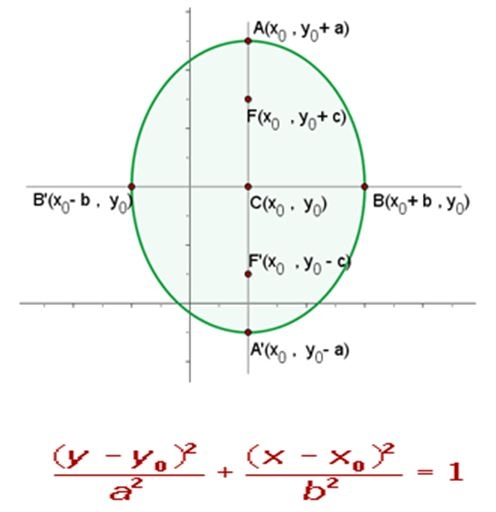 A(x₀ , y₀+ a)
F(x₀ , y₀+ c)
B'(x₀- b , y₀)
C(x₀ , y₀)
B(x₀+ b , y₀)
F'(x₀ , y₀ - c)
A'(x₀ , y₀- a)
(y − y₀)²/a² + (x − x₀)²/b² = 1